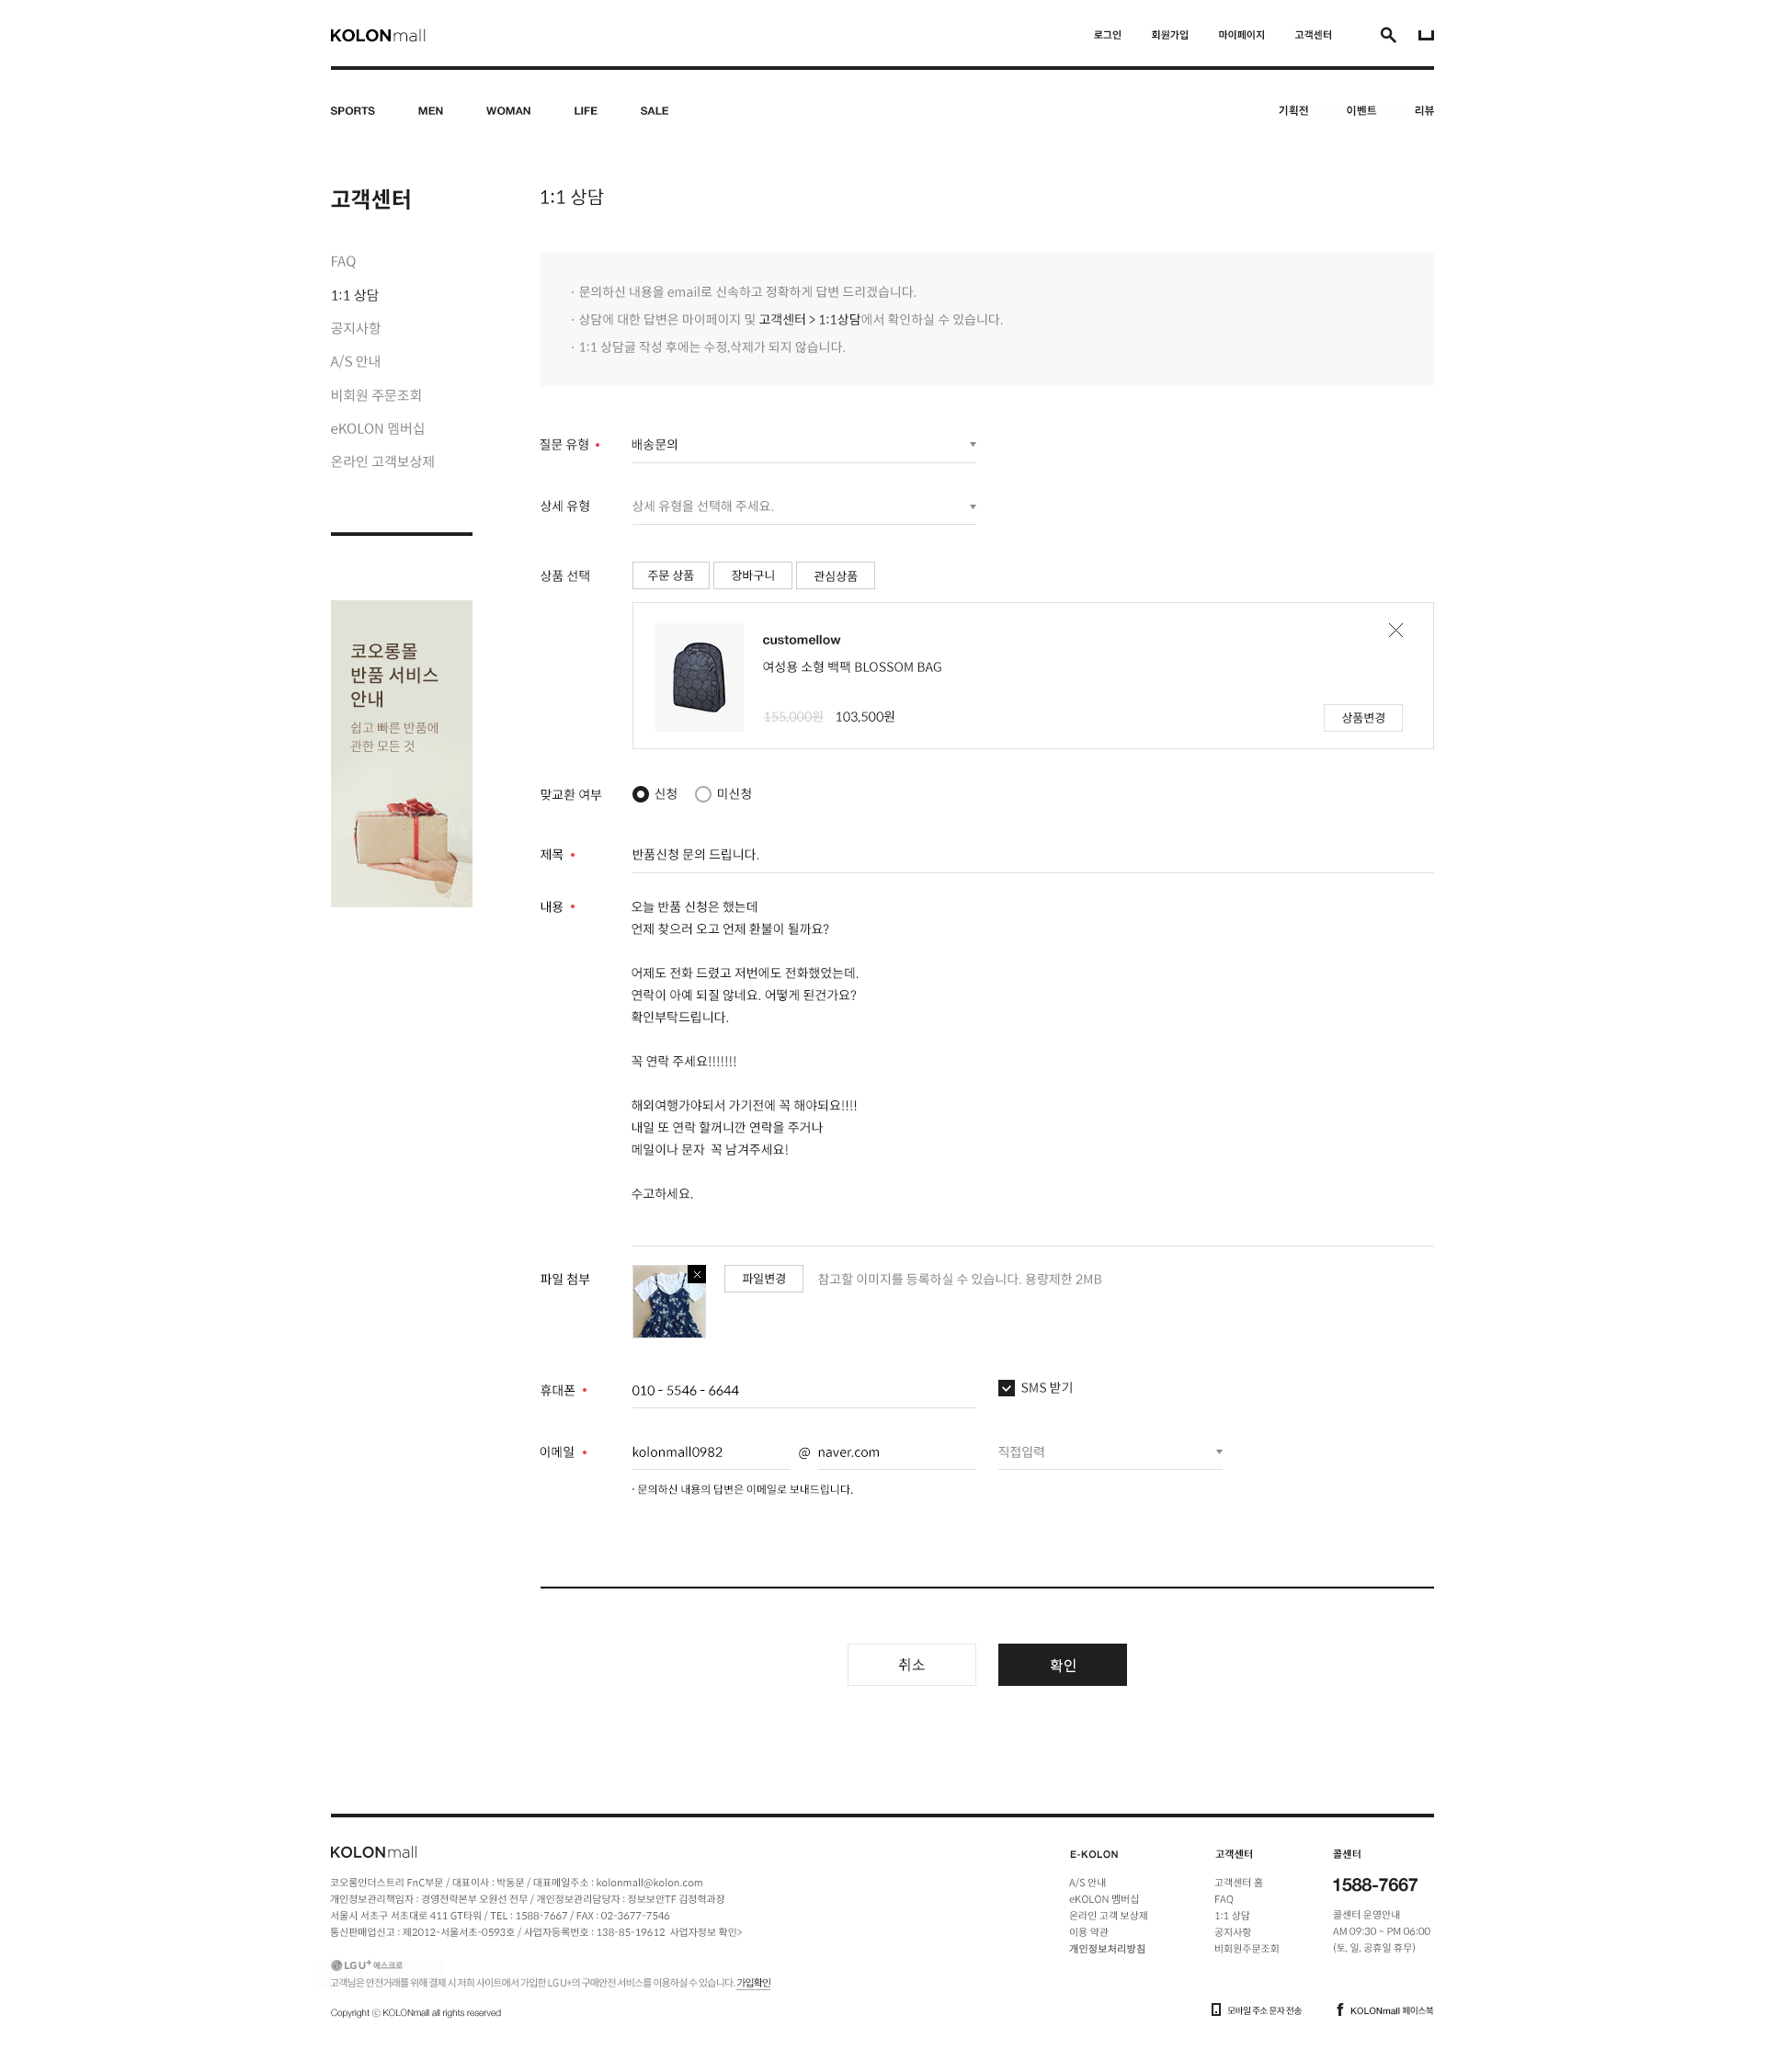 KOLONmall
로그인 회원가입 마이페이지 고객센터
SPORTS MEN WOMAN LIFE SALE 기획전 이벤트 리뷰
고객센터
FAQ
1:1 상담
공지사항
A/S 안내
비회원 주문조회
eKOLON 멤버십
온라인 고객보상제
코오롱몰
반품 서비스
안내
쉽고 빠른 반품에
관한 모든 것
1:1 상담
· 문의하신 내용을 email로 신속하고 정확하게 답변 드리겠습니다.
· 상담에 대한 답변은 마이페이지 및 고객센터 > 1:1상담에서 확인하실 수 있습니다.
· 1:1 상담글 작성 후에는 수정,삭제가 되지 않습니다.
질문 유형 • 배송문의
상세 유형 상세 유형을 선택해 주세요.
상품 선택 주문 상품 장바구니 관심상품
customellow
여성용 소형 백팩 BLOSSOM BAG
155,000원 103,500원 상품변경
맞교환 여부 신청 미신청
제목 • 반품신청 문의 드립니다.
내용 • 오늘 반품 신청은 했는데
언제 찾으러 오고 언제 환불이 될까요?
어제도 전화 드렸고 저번에도 전화했었는데.
연락이 아예 되질 않네요. 어떻게 된건가요?
확인부탁드립니다.
꼭 연락 주세요!!!!!!!
해외여행가야되서 가기전에 꼭 해야되요!!!!
내일 또 연락 할꺼니깐 연락을 주거나
메일이나 문자 꼭 남겨주세요!
수고하세요.
파일 첨부 파일변경 참고할 이미지를 등록하실 수 있습니다. 용량제한 2MB
휴대폰 • 010 - 5546 - 6644 SMS 받기
이메일 • kolonmall0982 @ naver.com 직접입력
· 문의하신 내용의 답변은 이메일로 보내드립니다.
취소 확인
KOLONmall
코오롱인더스트리 FnC부문 / 대표이사 : 박동문 / 대표메일주소 : kolonmall@kolon.com
개인정보관리책임자 : 경영전략본부 오원선 전무 / 개인정보관리담당자 : 정보보안TF 김정혁과장
서울시 서초구 서초대로 411 GT타워 / TEL : 1588-7667 / FAX : 02-3677-7546
통신판매업신고 : 제2012-서울서초-0593호 / 사업자등록번호 : 138-85-19612 사업자정보 확인>
LG U+ 에스크로
고객님은 안전거래를 위해 결제 시 저희 사이트에서 가입한 LG U+의 구매안전 서비스를 이용하실 수 있습니다. 가입확인
Copyright ⓒ KOLONmall all rights reserved
E-KOLON
A/S 안내
eKOLON 멤버십
온라인 고객 보상제
이용 약관
개인정보처리방침
고객센터
고객센터 홈
FAQ
1:1 상담
공지사항
비회원주문조회
콜센터
1588-7667
콜센터 운영안내
AM 09:30 ~ PM 06:00
(토, 일, 공휴일 휴무)
모바일 주소 문자 전송 KOLONmall 페이스북